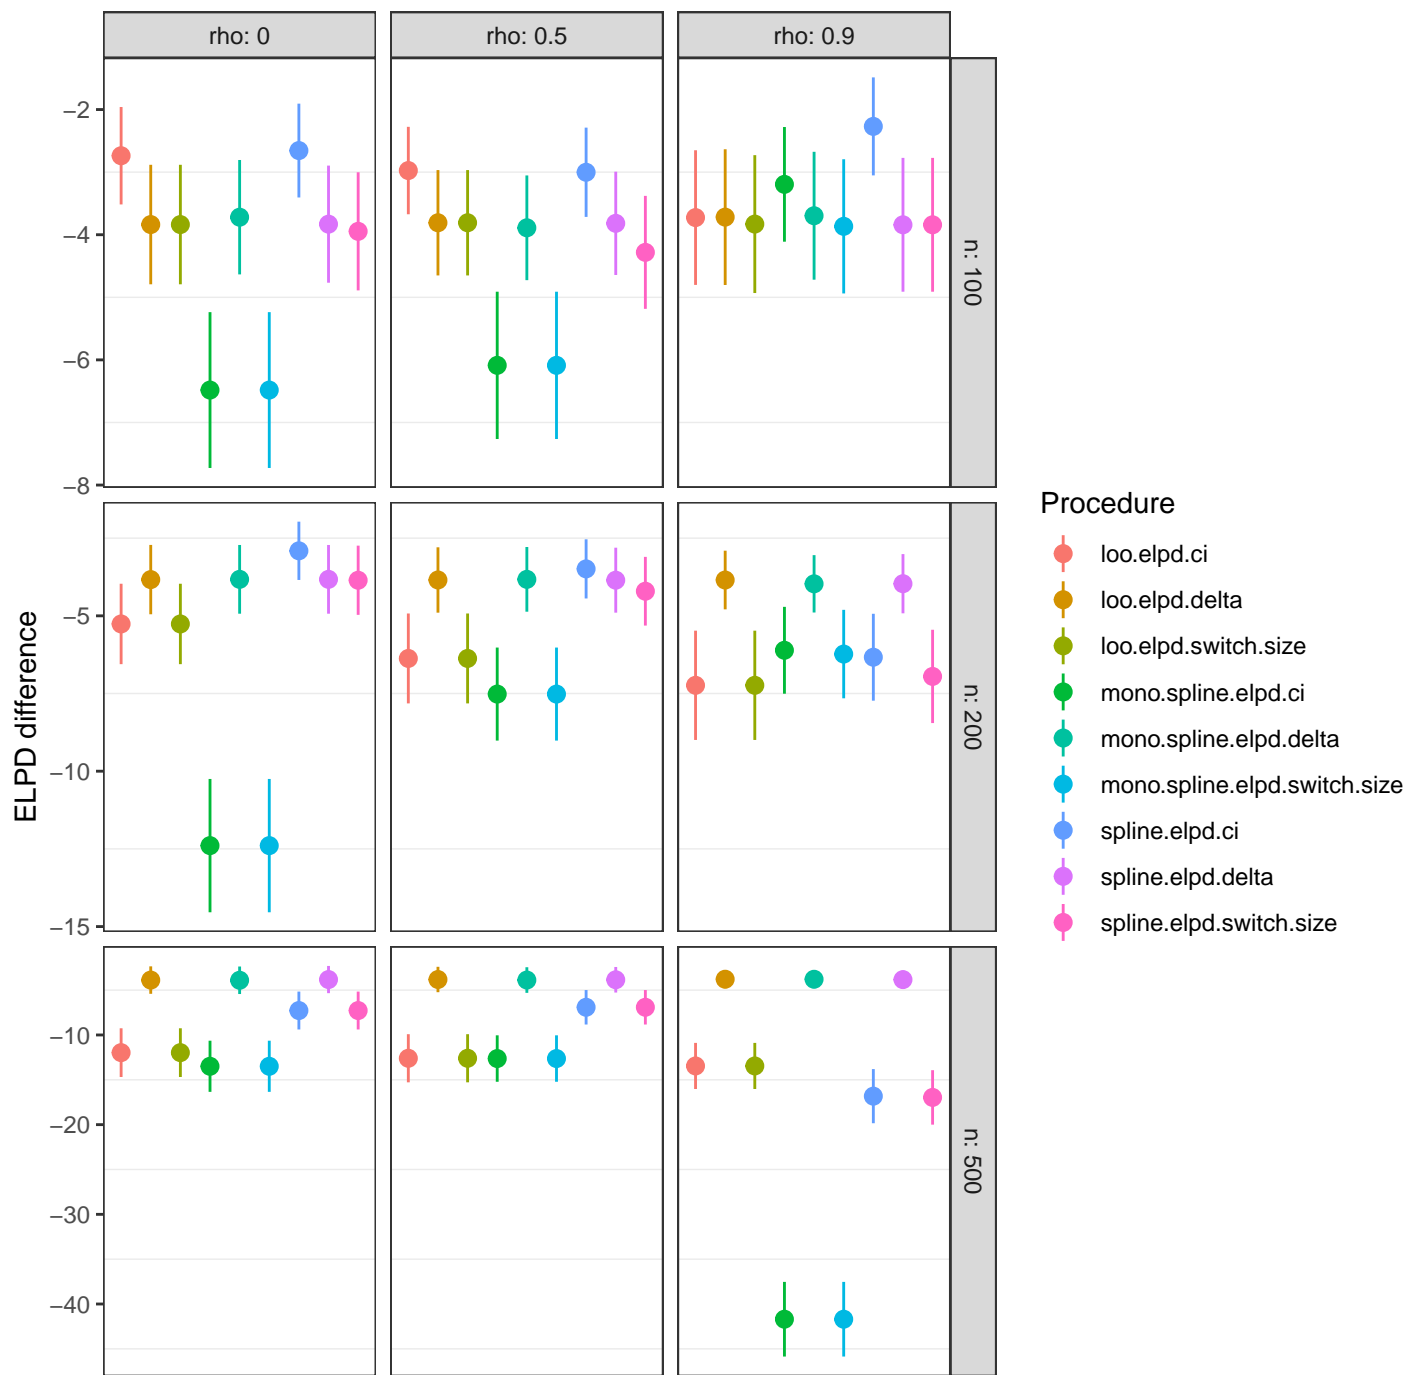 rho: 0
rho: 0.5
rho: 0.9
ELPD difference
−2
−4
−6
−8
n: 100
−5
−10
−15
n: 200
−10
−20
−30
−40
n: 500
Procedure
loo.elpd.ci
loo.elpd.delta
loo.elpd.switch.size
mono.spline.elpd.ci
mono.spline.elpd.delta
mono.spline.elpd.switch.size
spline.elpd.ci
spline.elpd.delta
spline.elpd.switch.size